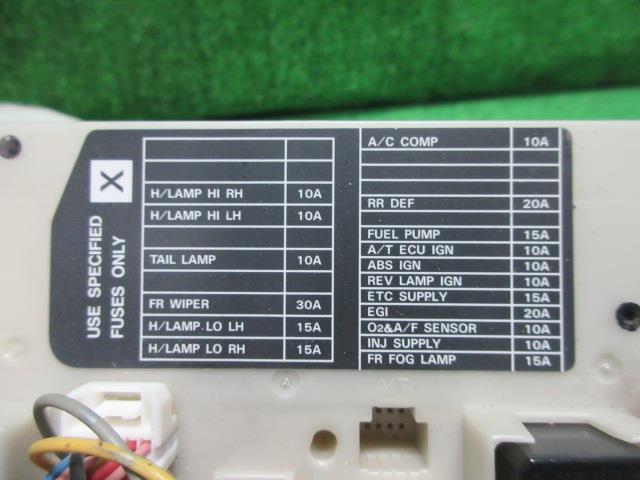 USE SPECIFIED
FUSES ONLY
X
H/LAMP HI RH 10A
H/LAMP HI LH 10A
TAIL LAMP 10A
FR WIPER 30A
H/LAMP LO LH 15A
H/LAMP LO RH 15A
A/C COMP 10A
RR DEF 20A
FUEL PUMP 15A
A/T ECU IGN 10A
ABS IGN 10A
REV LAMP IGN 10A
ETC SUPPLY 15A
EGI 20A
O2&A/F SENSOR 10A
INJ SUPPLY 10A
FR FOG LAMP 15A